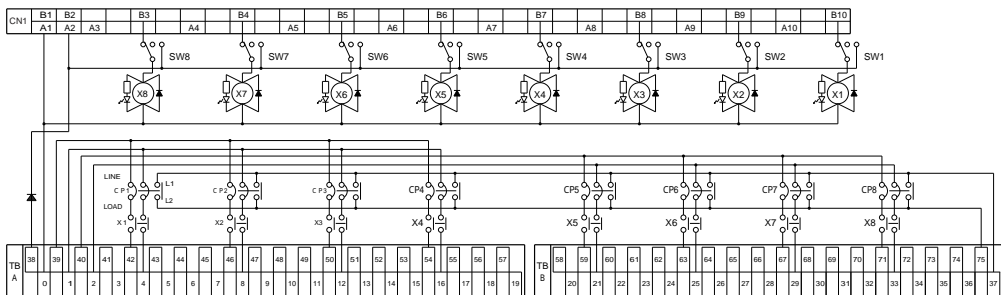 CN1 B1 B2 B3 B4 B5 B6 B7 B8 B9 B10
A1 A2 A3 A4 A5 A6 A7 A8 A9 A10
SW8 SW7 SW6 SW5 SW4 SW3 SW2 SW1
X8 X7 X6 X5 X4 X3 X2 X1
LINE
CP1 L1 CP2 CP3 CP4 CP5 CP6 CP7 CP8
L2
LOAD
X1 X2 X3 X4 X5 X6 X7 X8
TB A 38 39 40 41 42 43 44 45 46 47 48 49 50 51 52 53 54 55 56 57 TB B 58 59 60 61 62 63 64 65 66 67 68 69 70 71 72 73 74 75
0 1 2 3 4 5 6 7 8 9 10 11 12 13 14 15 16 17 18 19 20 21 22 23 24 25 26 27 28 29 30 31 32 33 34 35 36 37